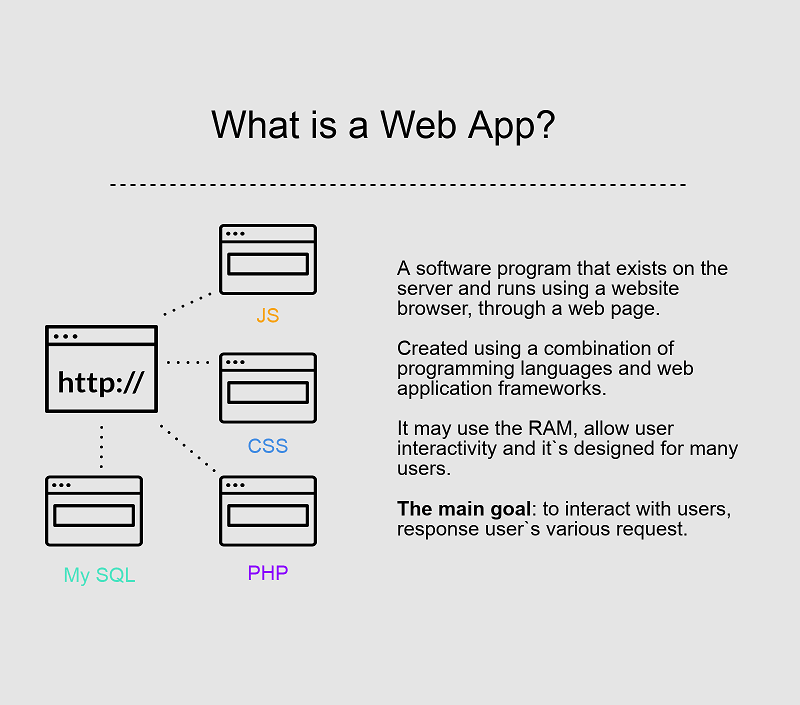 What is a Web App?
JS
http://
CSS
My SQL
PHP
A software program that exists on the
server and runs using a website
browser, through a web page.
Created using a combination of
programming languages and web
application frameworks.
It may use the RAM, allow user
interactivity and it`s designed for many
users.
The main goal: to interact with users,
response user`s various request.